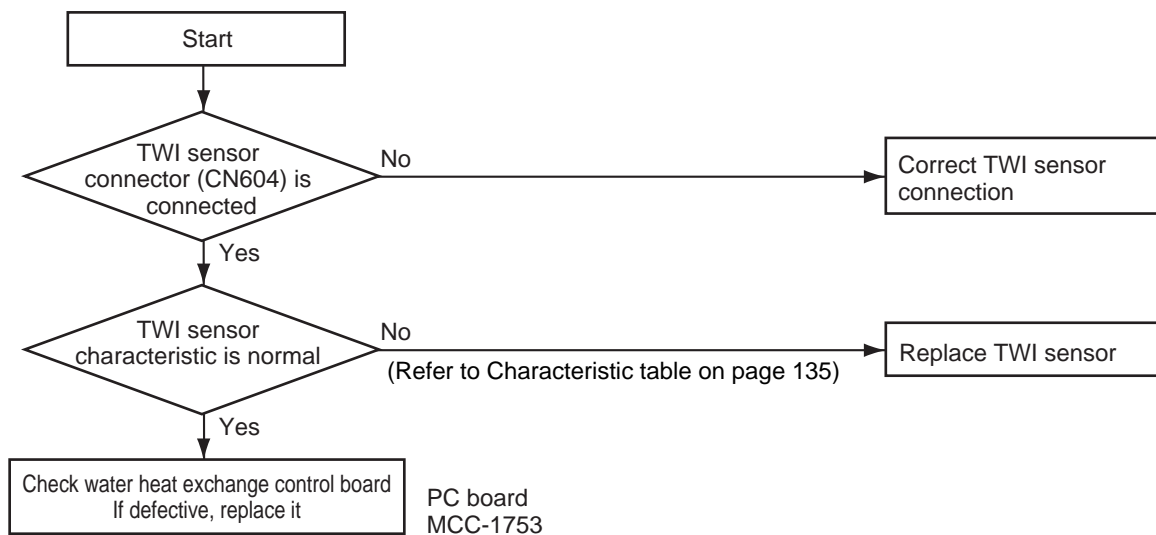 Start
TWI sensor
connector (CN604) is
connected
No
Correct TWI sensor
connection
Yes
TWI sensor
characteristic is normal
No
(Refer to Characteristic table on page 135)
Replace TWI sensor
Yes
Check water heat exchange control board
If defective, replace it
PC board
MCC-1753